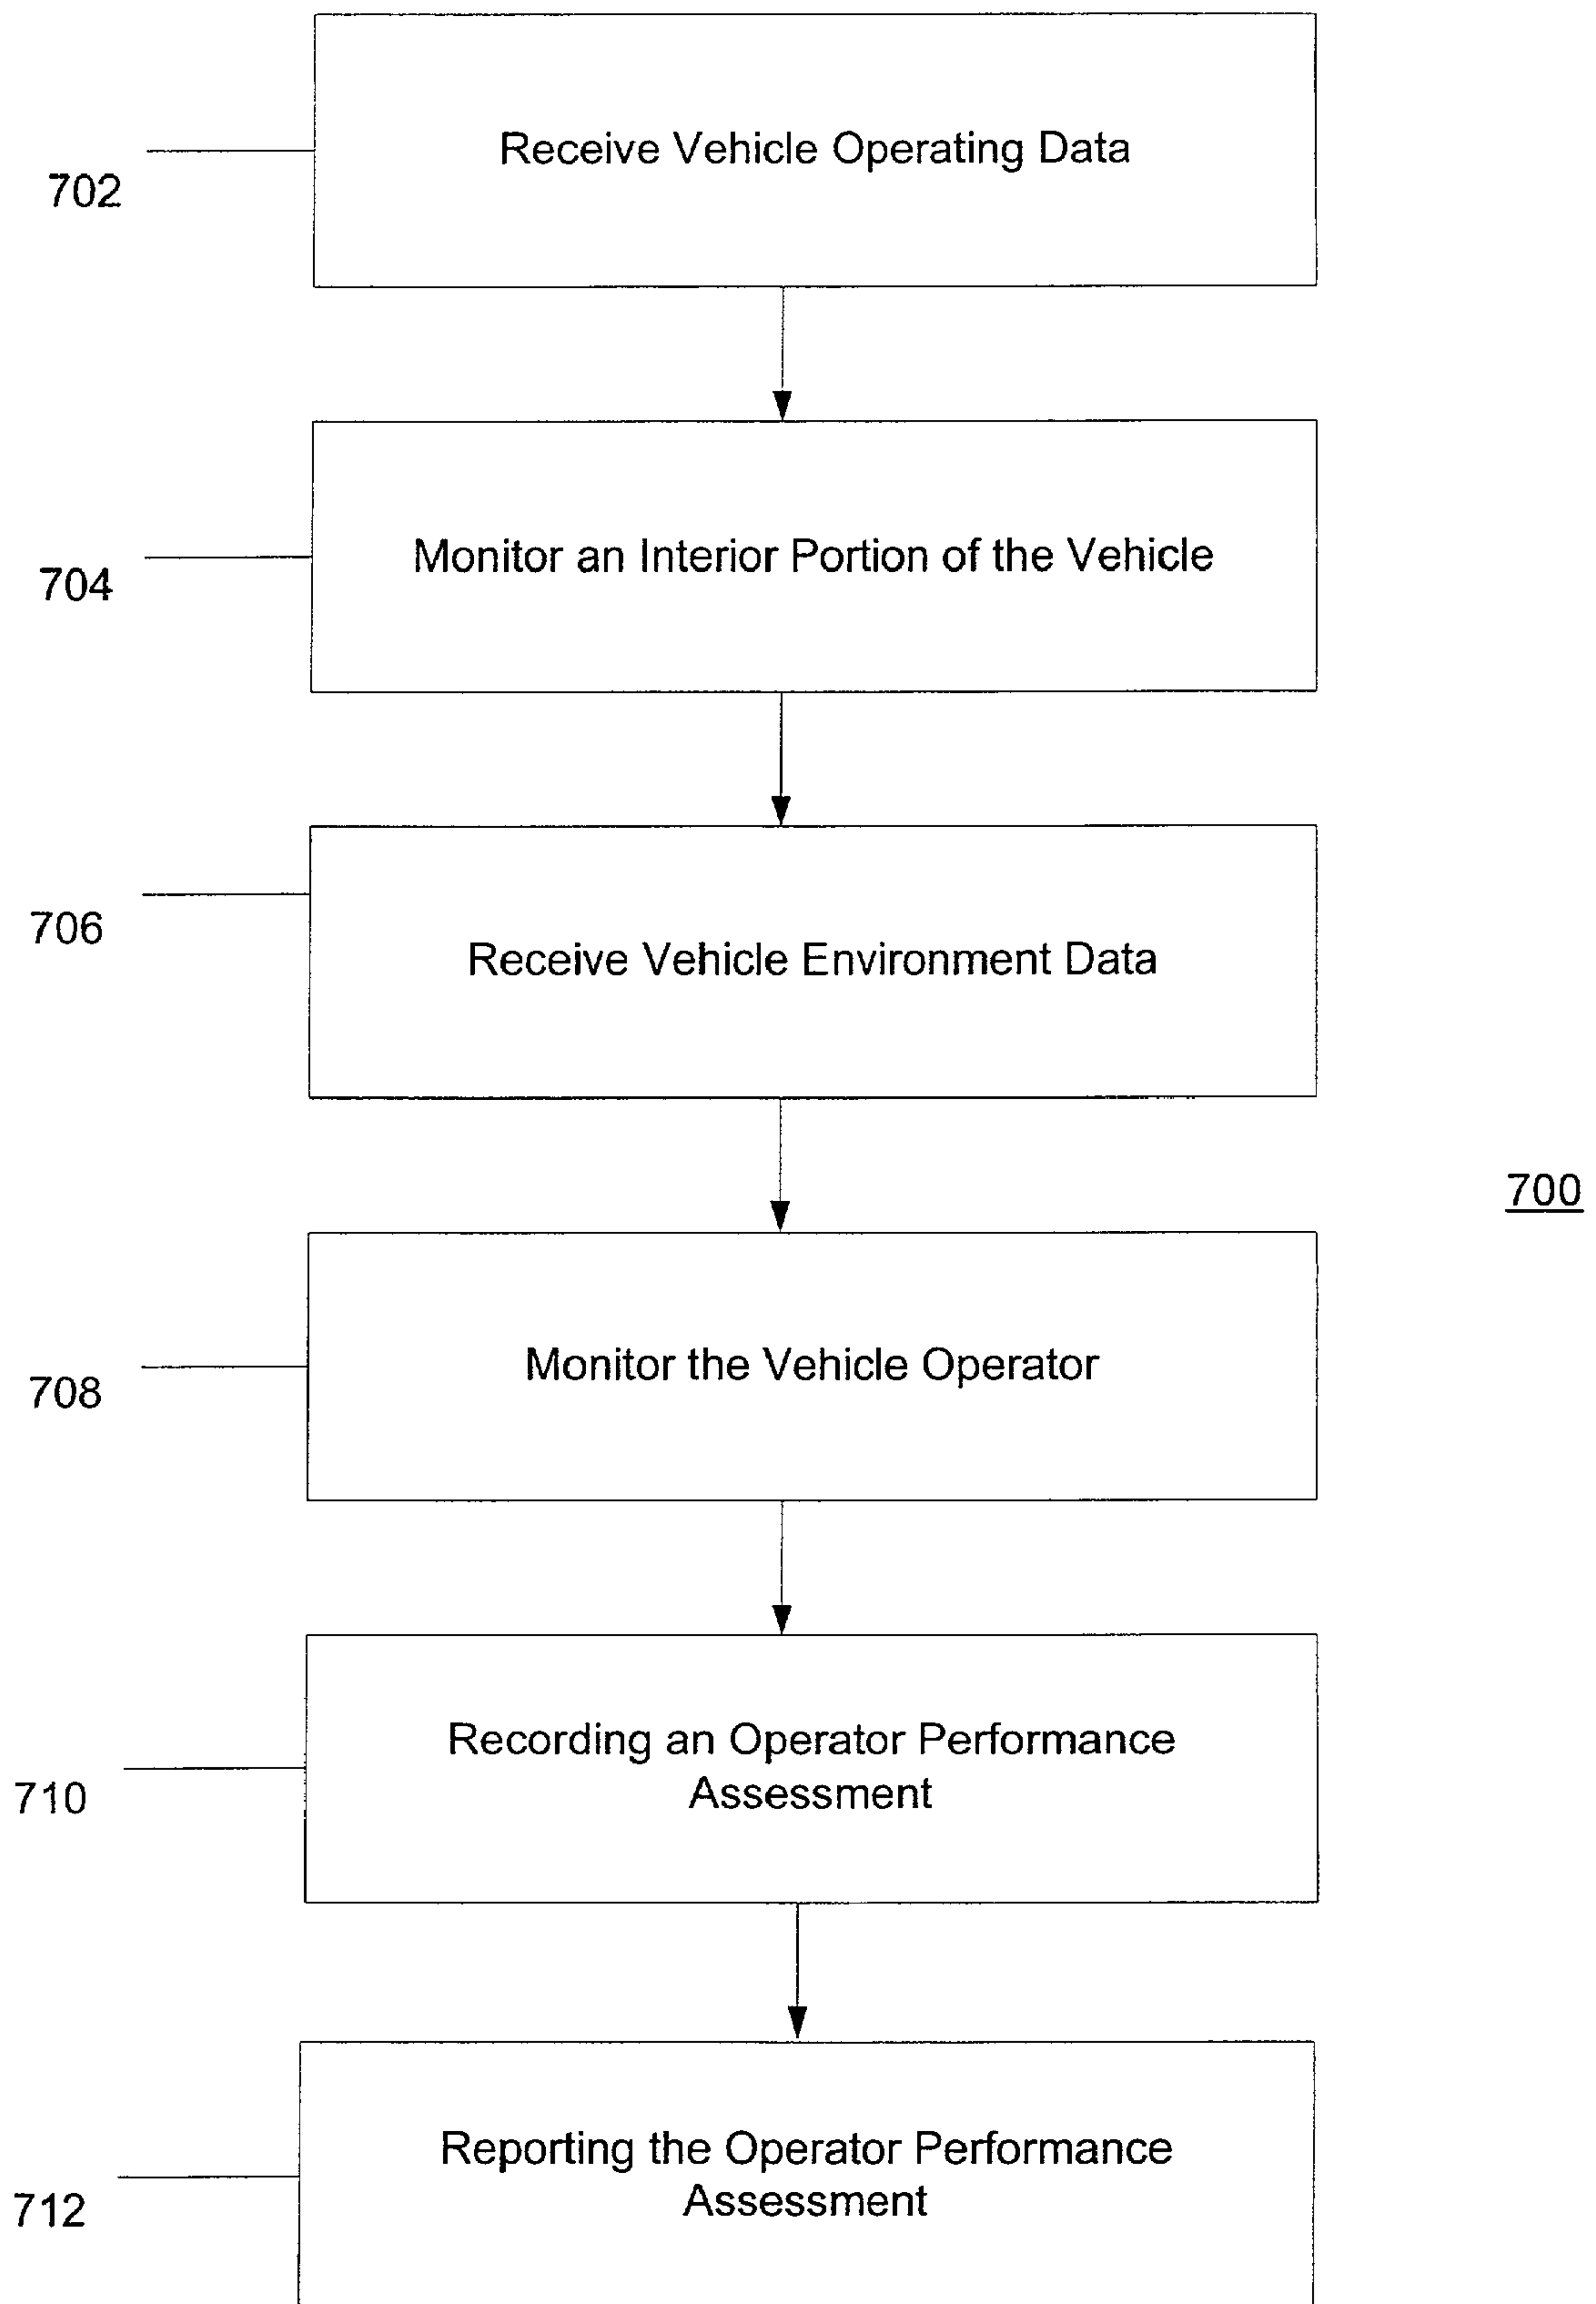 Receive Vehicle Operating Data
702
Monitor an Interior Portion of the Vehicle
704
706
Receive Vehicle Environment Data
700
Monitor the Vehicle Operator
708
Recording an Operator Performance
Assessment
710
Reporting the Operator Performance
Assessment
712